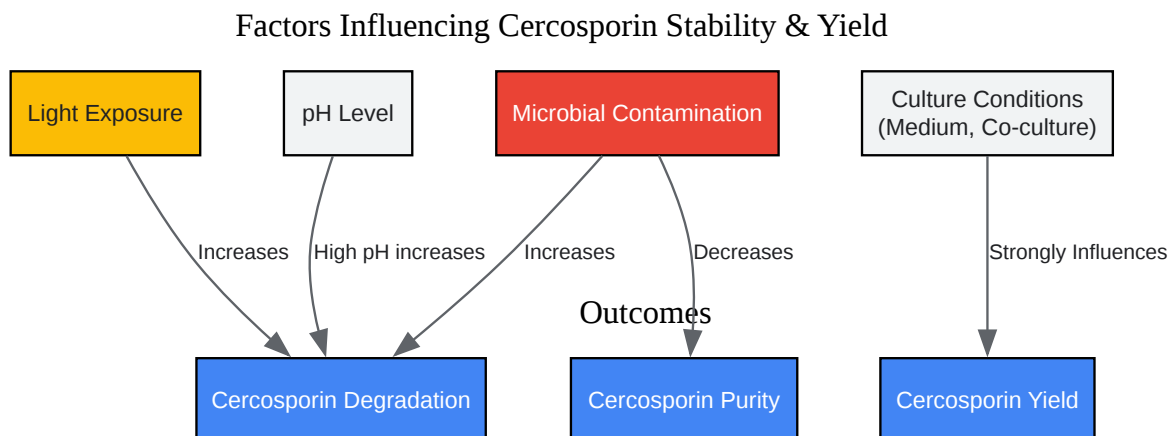 Factors Influencing Cercosporin Stability & Yield
Light Exposure
pH Level
Microbial Contamination
Culture Conditions
(Medium, Co-culture)
Increases
High pH increases
Increases
Decreases
Strongly Influences
Outcomes
Cercosporin Degradation
Cercosporin Purity
Cercosporin Yield